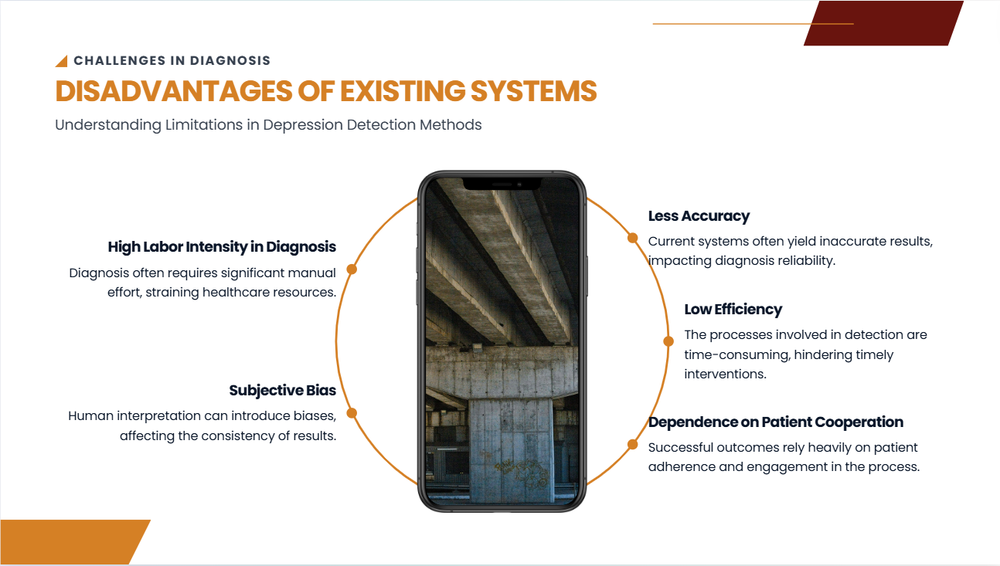 CHALLENGES IN DIAGNOSIS
DISADVANTAGES OF EXISTING SYSTEMS
Understanding Limitations in Depression Detection Methods
High Labor Intensity in Diagnosis
Diagnosis often requires significant manual
effort, straining healthcare resources.
Subjective Bias
Human interpretation can introduce biases,
affecting the consistency of results.
Less Accuracy
Current systems often yield inaccurate results,
impacting diagnosis reliability.
Low Efficiency
The processes involved in detection are
time-consuming, hindering timely
interventions.
Dependence on Patient Cooperation
Successful outcomes rely heavily on patient
adherence and engagement in the process.